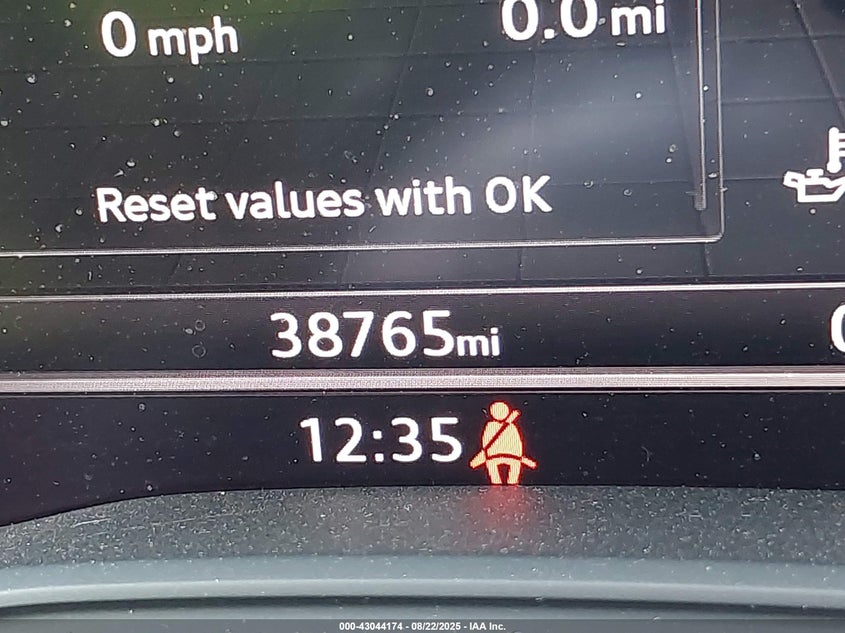 0 mph
0.0 mi
Reset values with OK
38765mi
12:35
000-43044174 - 08/22/2025 - IAA Inc.